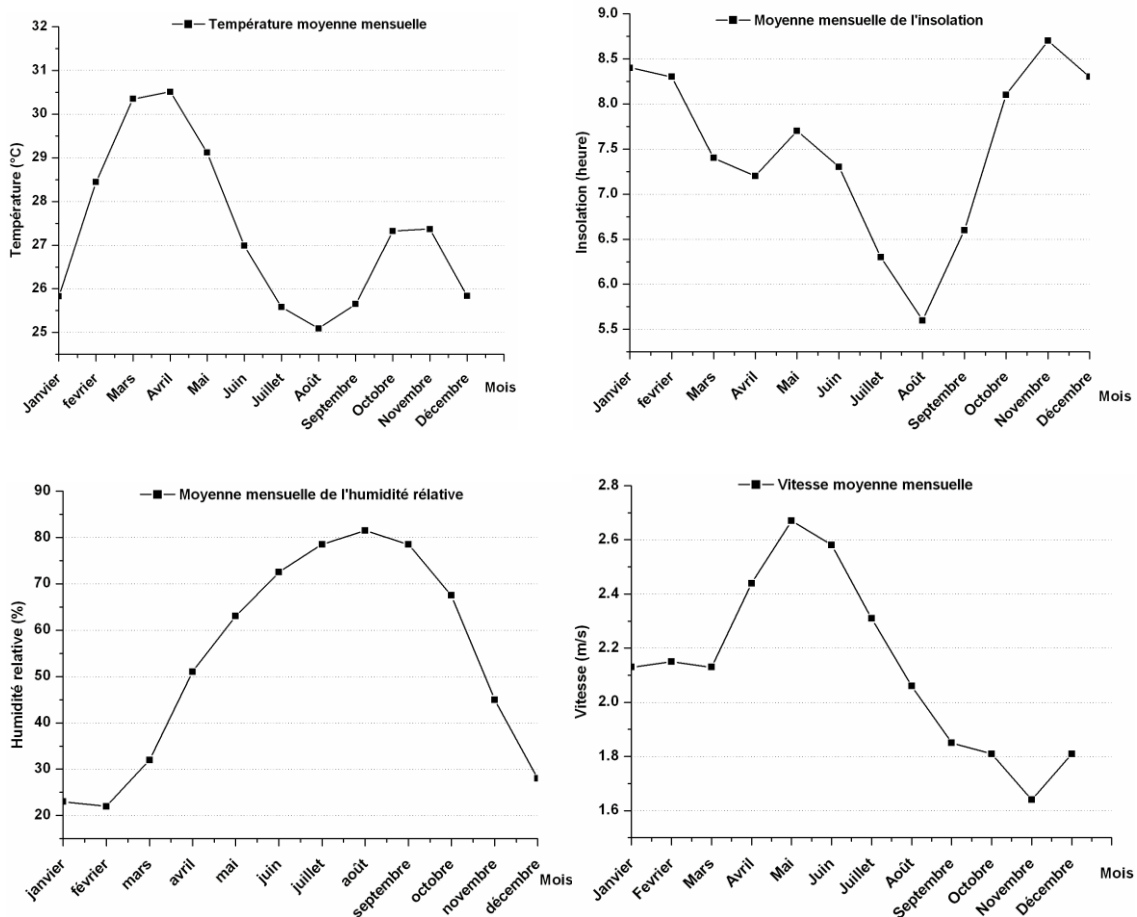 Température moyenne mensuelle
32
31
30
29
28
27
26
25
Température (°C)
Janvier
fevrier
Mars
Avril
Mai
Juin
Juillet
Août
Septembre
Octobre
Novembre
Décembre
Mois
Moyenne mensuelle de l'insolation
9.0
8.5
8.0
7.5
7.0
6.5
6.0
5.5
Insolation (heure)
Janvier
fevrier
Mars
Avril
Mai
Juin
Juillet
Août
Septembre
Octobre
Novembre
Décembre
Mois
Moyenne mensuelle de l'humidité rélative
90
80
70
60
50
40
30
20
Humidité relative (%)
janvier
février
mars
avril
mai
juin
juillet
août
septembre
octobre
novembre
décembre
Mois
Vitesse moyenne mensuelle
2.8
2.6
2.4
2.2
2.0
1.8
1.6
Vitesse (m/s)
Janvier
Fevrier
Mars
Avril
Mai
Juin
Juillet
Août
Septembre
Octobre
Novembre
Décembre
Mois